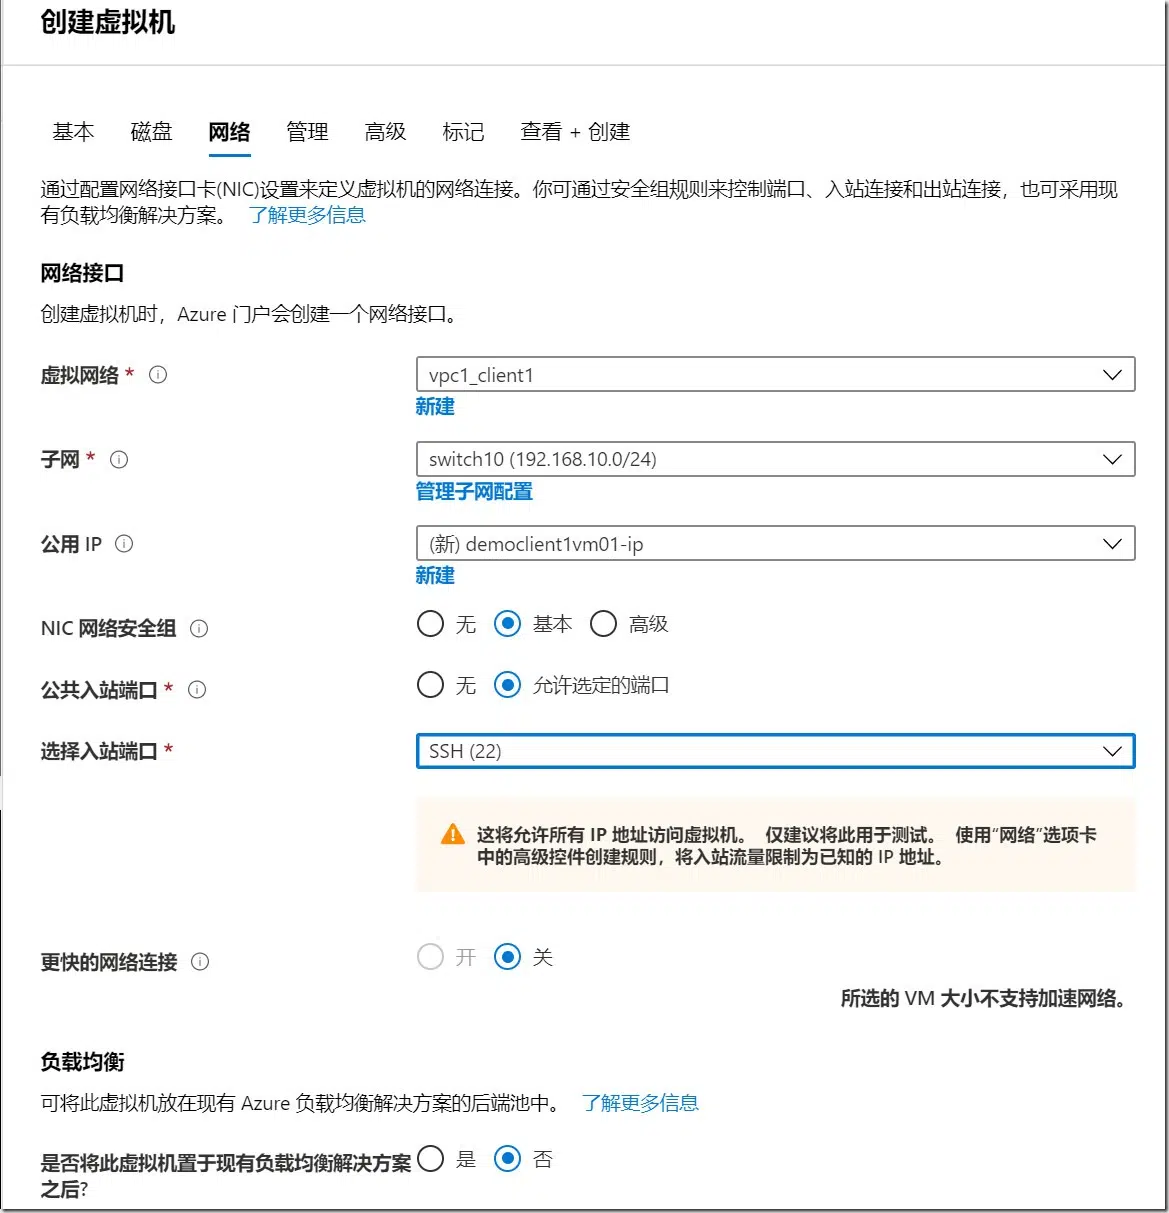 创建虚拟机
基本 磁盘 网络 管理 高级 标记 查看 + 创建
通过配置网络接口卡(NIC)设置来定义虚拟机的网络连接。你可通过安全组规则来控制端口、入站连接和出站连接，也可采用现
有负载均衡解决方案。 了解更多信息
网络接口
创建虚拟机时，Azure 门户会创建一个网络接口。
虚拟网络 * vpc1_client1
新建
子网 * switch10 (192.168.10.0/24)
管理子网配置
公用 IP (新) democlient1vm01-ip
新建
NIC 网络安全组 无 基本 高级
公共入站端口 * 无 允许选定的端口
选择入站端口 * SSH (22)
这将允许所有 IP 地址访问虚拟机。 仅建议将此用于测试。 使用“网络”选项卡
中的高级控件创建规则，将入站流量限制为已知的 IP 地址。
更快的网络连接 开 关
所选的 VM 大小不支持加速网络。
负载均衡
可将此虚拟机放在现有 Azure 负载均衡解决方案的后端池中。 了解更多信息
是否将此虚拟机置于现有负载均衡解决方案 是 否
之后?